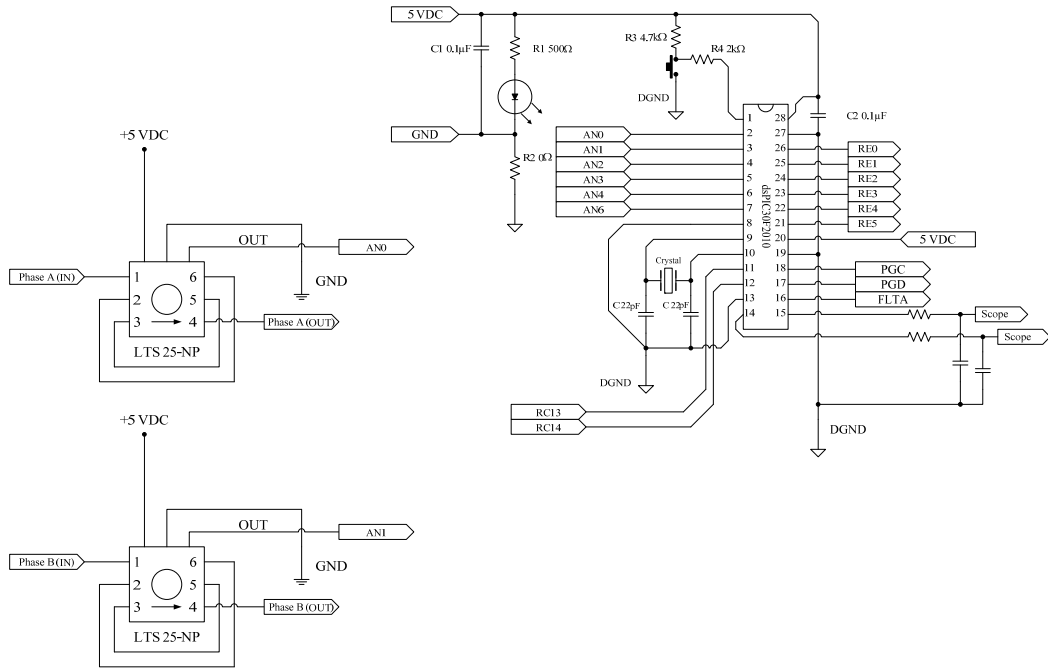 5 VDC
C1 0.1µF
R1 500Ω
R3 4.7kΩ
R4 2kΩ
DGND
GND
R2 0Ω
C2 0.1µF
AN0
AN1
AN2
AN3
AN4
AN6
1 28
2 27
3 26
4 25
5 24
6 23
7 22
8 21
9 20
10 19
11 18
12 17
13 16
14 15
dsPIC30F2010
RE0
RE1
RE2
RE3
RE4
RE5
5 VDC
PGC
PGD
FLTA
Scope
Scope
Crystal
C 22pF
C 22pF
DGND
RC13
RC14
DGND
+5 VDC
OUT
AN0
GND
Phase A (IN)
1 6
2 5
3 4
Phase A (OUT)
LTS 25-NP
+5 VDC
OUT
AN1
GND
Phase B (IN)
1 6
2 5
3 4
Phase B (OUT)
LTS 25-NP